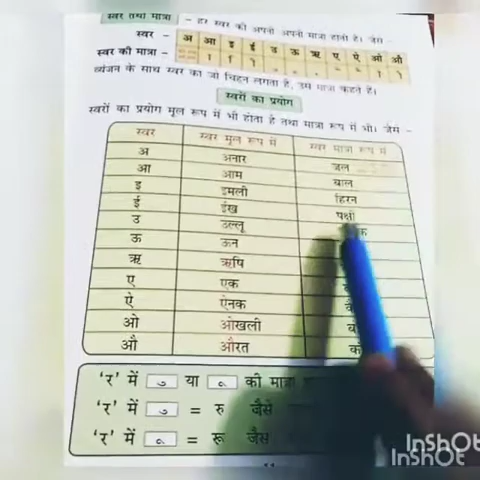 स्वर तथा मात्रा - हर स्वर की अपनी अपनी मात्रा होती है। जैसे -
स्वर - अ आ इ ई उ ऊ ऋ ए ऐ ओ औ
स्वर की मात्रा -
व्यंजन के साथ स्वर का जो चिह्न लगता है, उसे मात्रा कहते हैं।
स्वरों का प्रयोग
स्वरों का प्रयोग मूल रूप में भी होता है तथा मात्रा रूप में भी। जैसे -
स्वर स्वर मूल रूप में स्वर मात्रा रूप में
अ अनार जल
आ आम बाल
इ इमली हिरन
ई ईख पक्षी
उ उल्लू
ऊ ऊन
ऋ ऋषि
ए एक
ऐ ऐनक
ओ ओखली
औ औरत
'र' में ु या ू की मात्रा
'र' में ु = रु जैसे
'र' में ू = रू जैसे
InShOt
InShOt